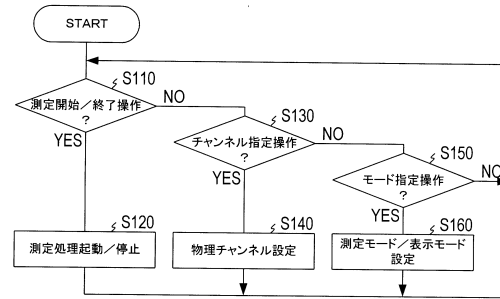 START
S110
測定開始／終了操作
?
NO
YES
S130
チャンネル指定操作
?
NO
YES
S150
モード指定操作
?
NO
YES
S120
測定処理起動／停止
S140
物理チャンネル設定
S160
測定モード／表示モード
設定